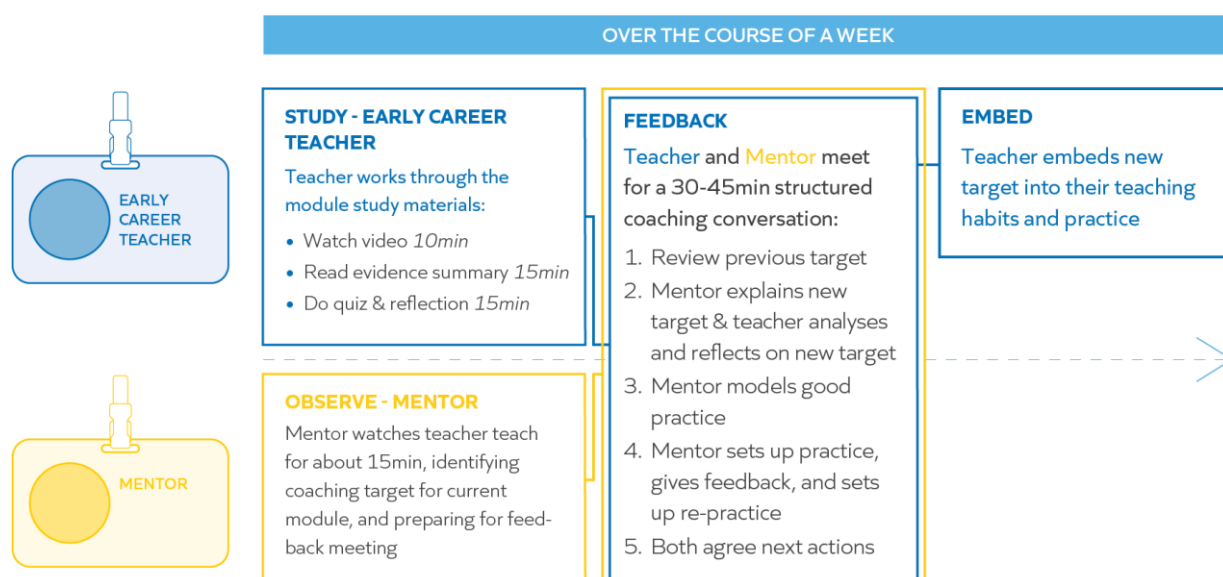 OVER THE COURSE OF A WEEK
EARLY
CAREER
TEACHER
STUDY - EARLY CAREER
TEACHER
Teacher works through the
module study materials:
• Watch video 10min
• Read evidence summary 15min
• Do quiz & reflection 15min
FEEDBACK
Teacher and Mentor meet
for a 30-45min structured
coaching conversation:
1. Review previous target
2. Mentor explains new
target & teacher analyses
and reflects on new target
3. Mentor models good
practice
4. Mentor sets up practice,
gives feedback, and sets
up re-practice
5. Both agree next actions
EMBED
Teacher embeds new
target into their teaching
habits and practice
MENTOR
OBSERVE - MENTOR
Mentor watches teacher teach
for about 15min, identifying
coaching target for current
module, and preparing for feed-
back meeting